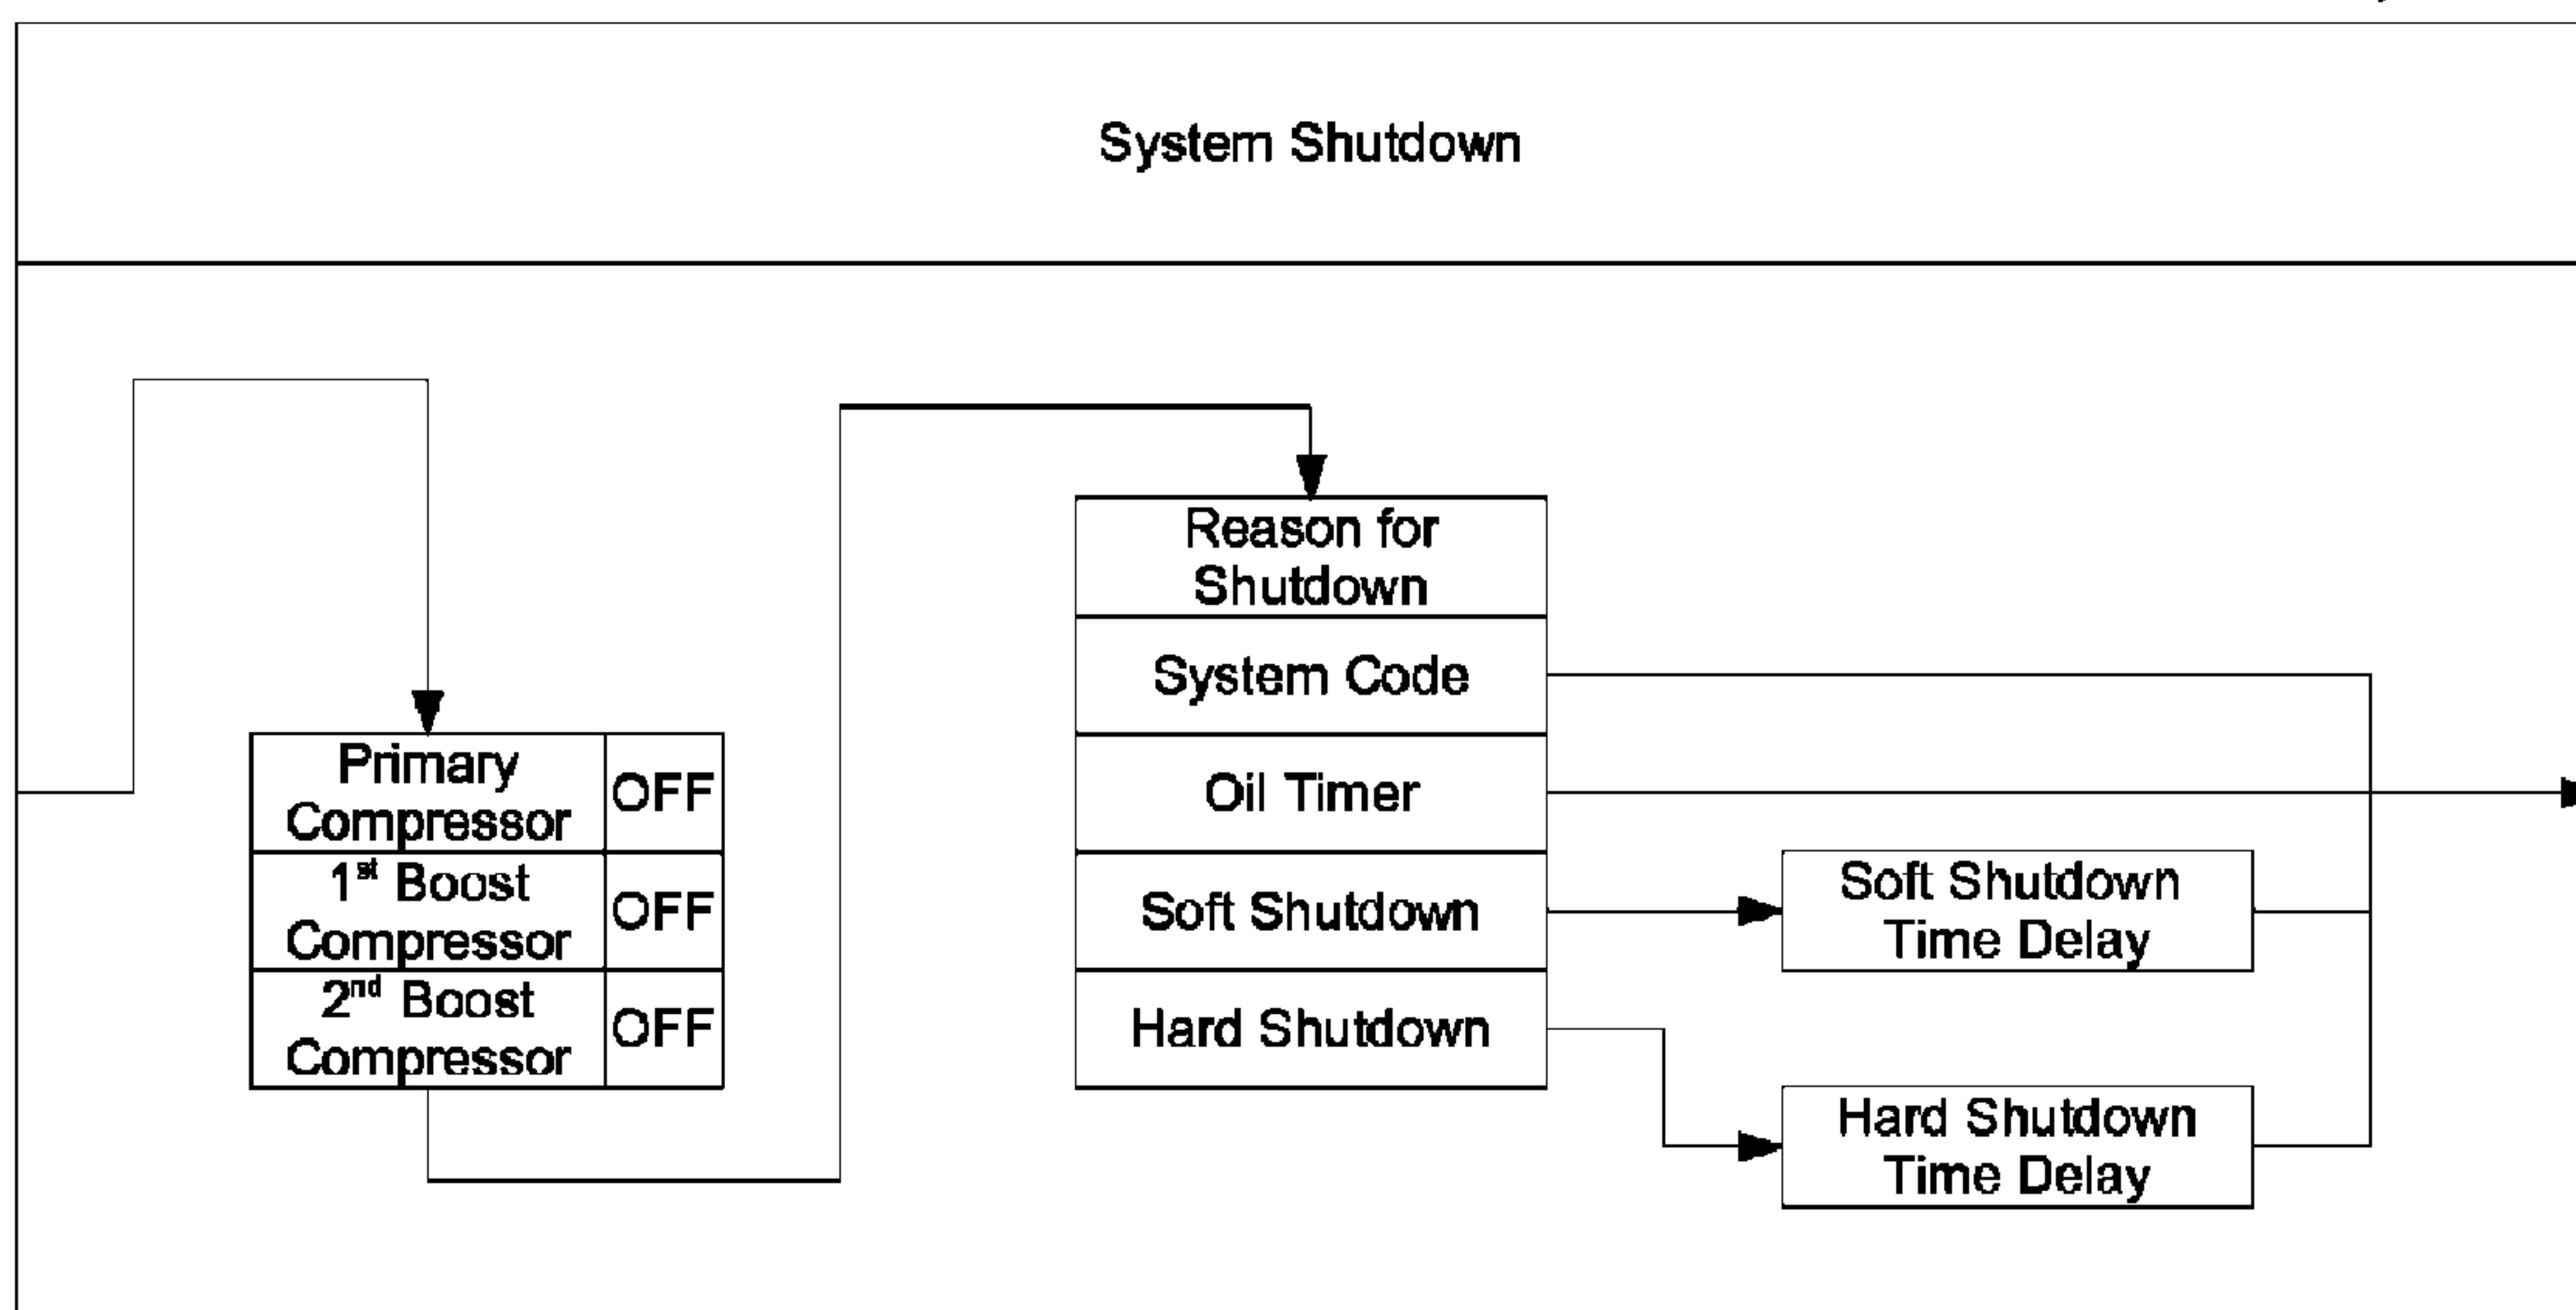 System Shutdown
Primary
Compressor
OFF
1st Boost
Compressor
OFF
2nd Boost
Compressor
OFF
Reason for
Shutdown
System Code
Oil Timer
Soft Shutdown
Hard Shutdown
Soft Shutdown
Time Delay
Hard Shutdown
Time Delay